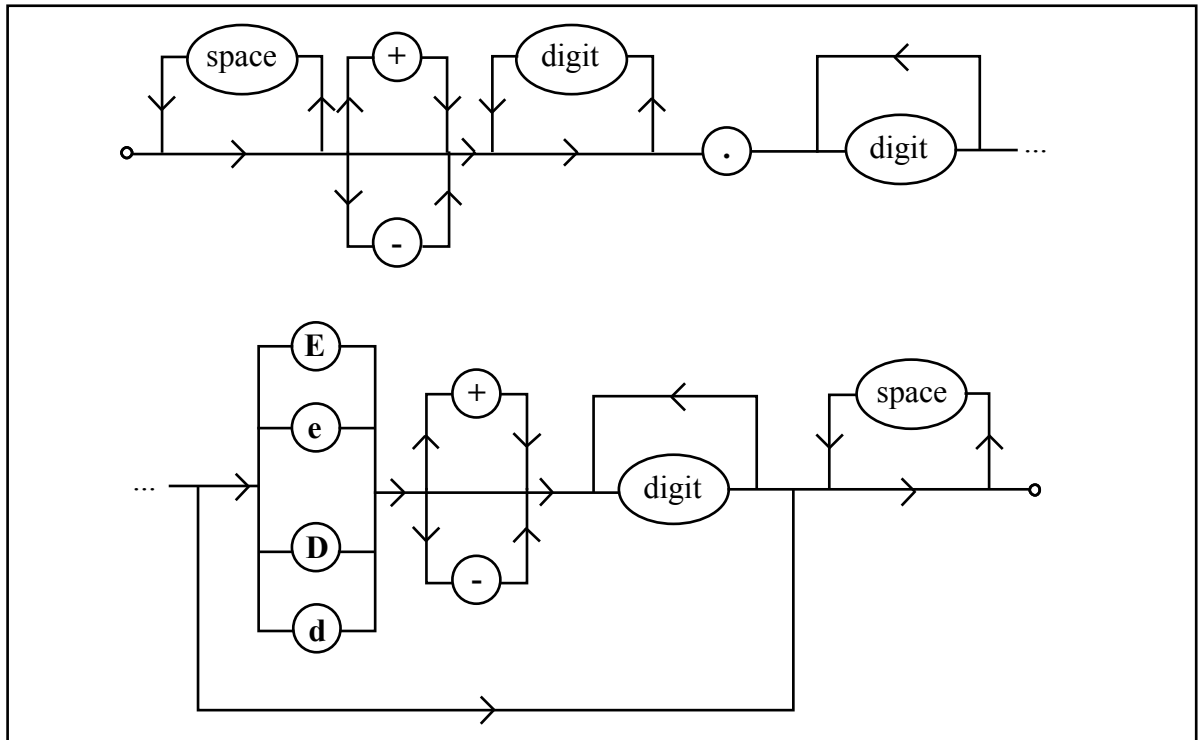 space + digit
. digit ...
-
E
e + space
... digit
D
-
d